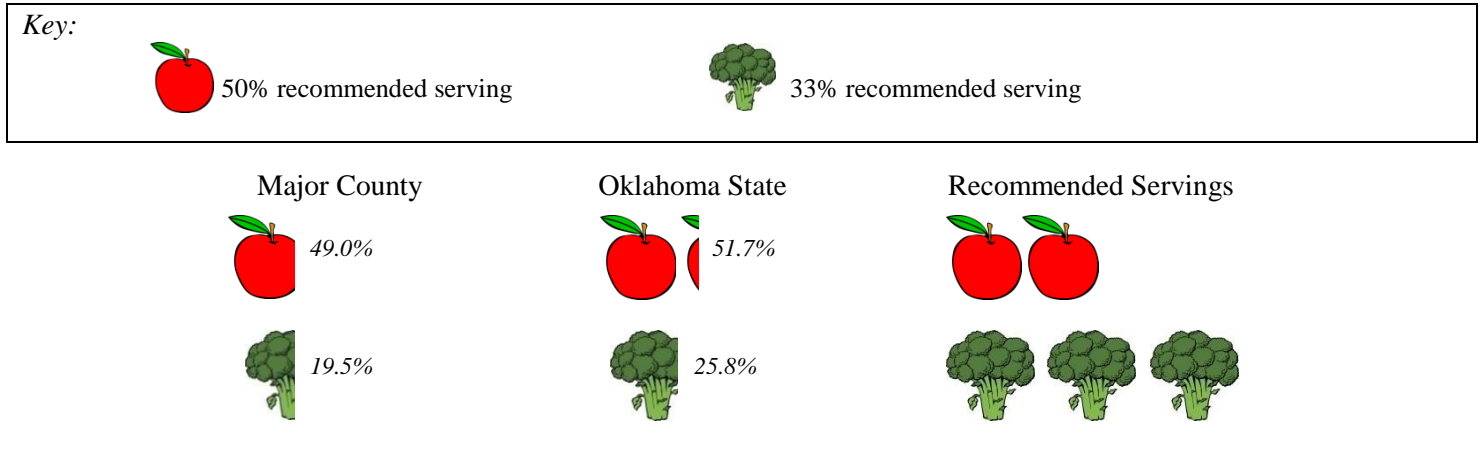 Key:
50% recommended serving 33% recommended serving
Major County Oklahoma State Recommended Servings
49.0% 51.7%
19.5% 25.8%